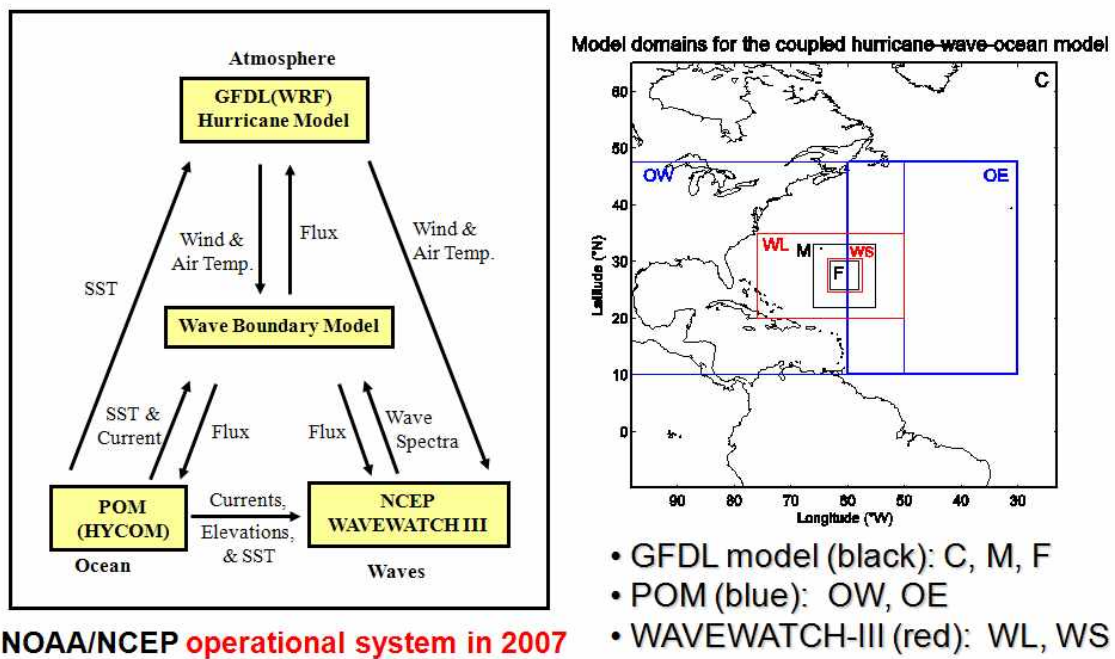 Atmosphere
GFDL(WRF)
Hurricane Model
Wind &
Air Temp.
Flux
Wind &
Air Temp.
SST
Wave Boundary Model
SST &
Current
Flux
Flux
Wave
Spectra
POM
(HYCOM)
Currents,
Elevations,
& SST
NCEP
WAVEWATCH III
Ocean
Waves
NOAA/NCEP operational system in 2007
Model domains for the coupled hurricane-wave-ocean model
C
OW
OE
WL
M
WS
F
60
50
40
30
20
10
0
Latitude (°N)
90
80
70
60
50
40
30
Longitude (°W)
• GFDL model (black): C, M, F
• POM (blue): OW, OE
• WAVEWATCH-III (red): WL, WS